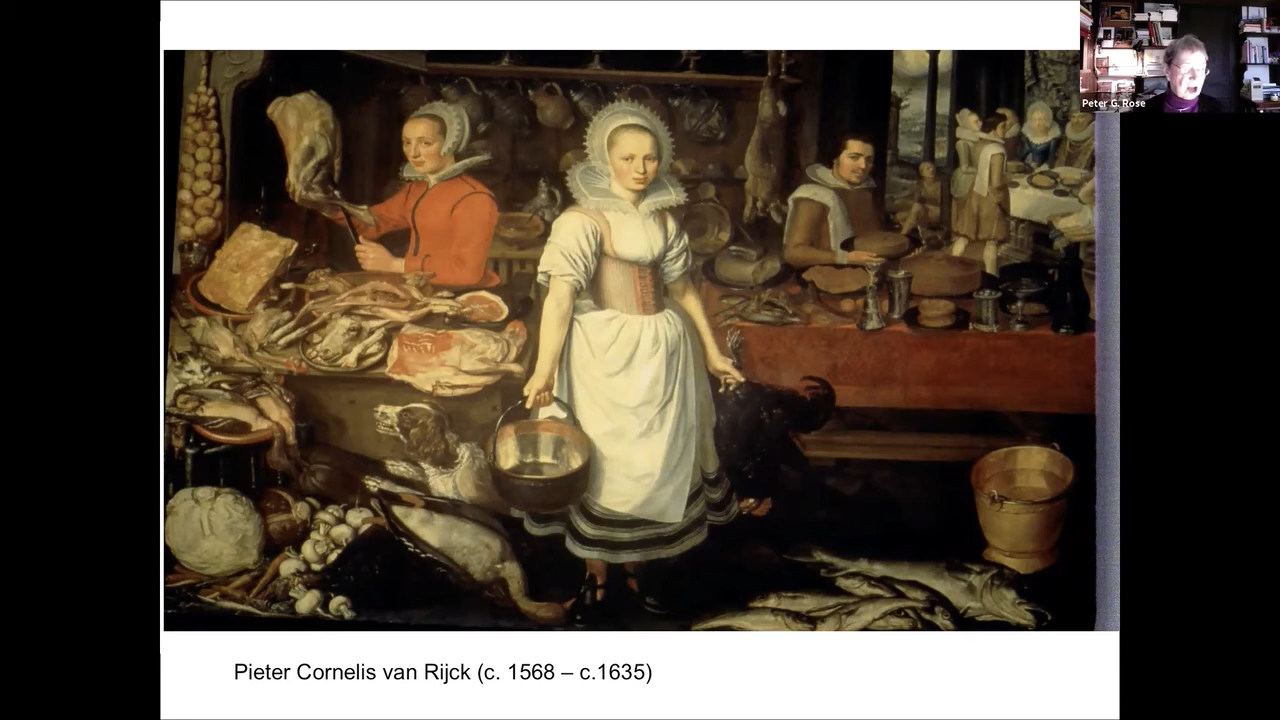 Peter G. Rose
Pieter Cornelis van Rijck (c. 1568 – c.1635)